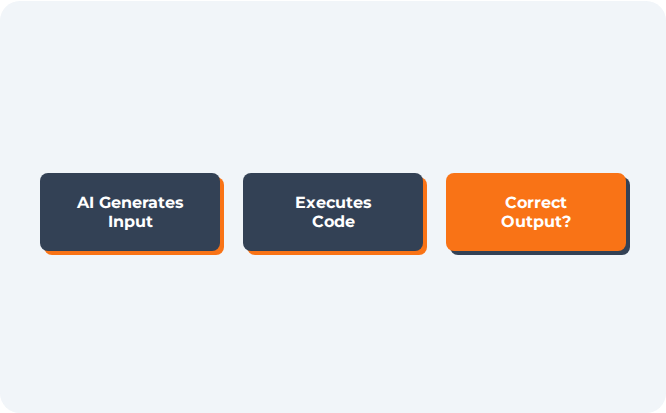 AI Generates
Input
Executes
Code
Correct
Output?